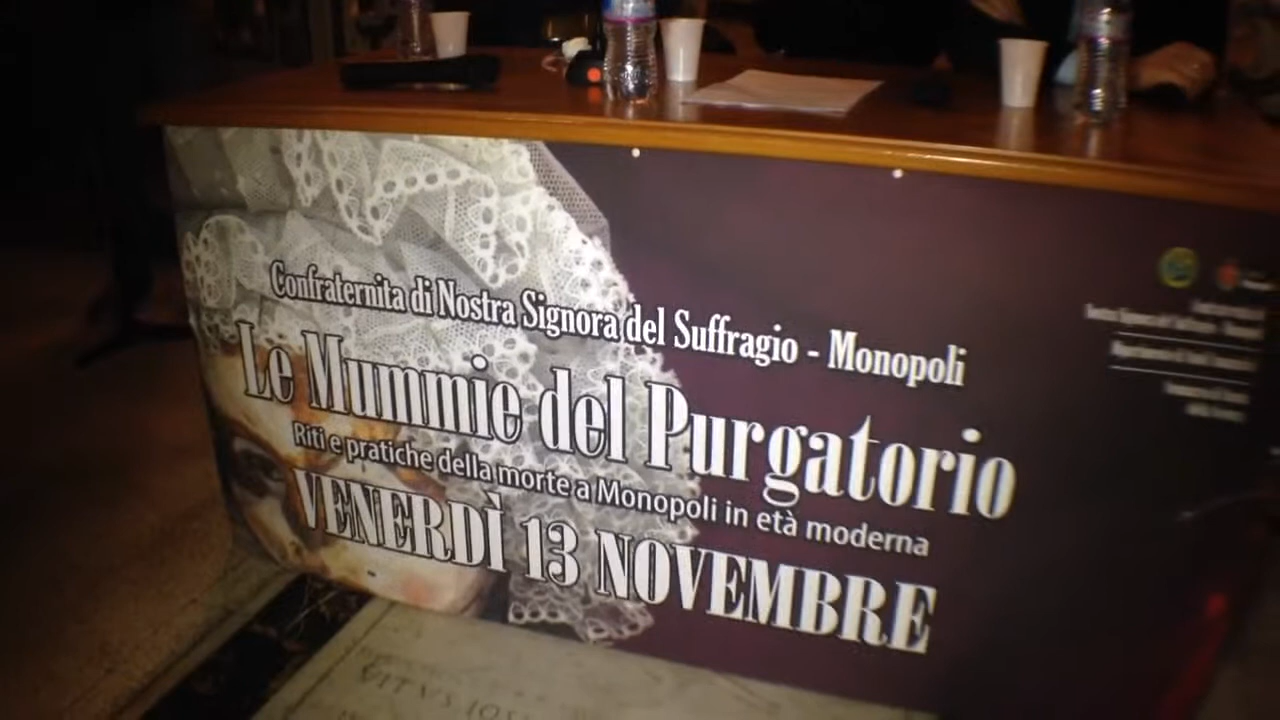 Confraternita di Nostra Signora del Suffragio - Monopoli
Le Mummie del Purgatorio
Riti e pratiche della morte a Monopoli in età moderna
VENERDÌ 13 NOVEMBRE